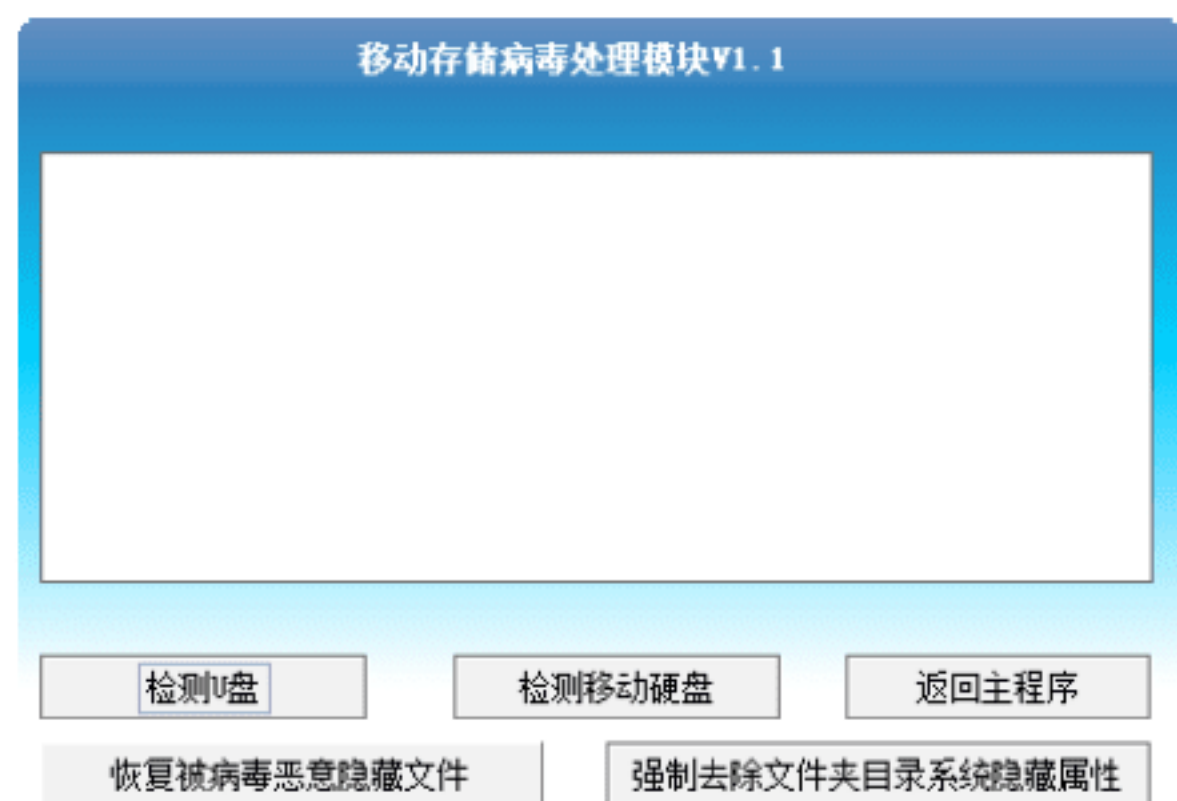 移动存储病毒处理模块V1.1
检测U盘
检测移动硬盘
返回主程序
恢复被病毒恶意隐藏文件
强制去除文件夹目录系统隐藏属性